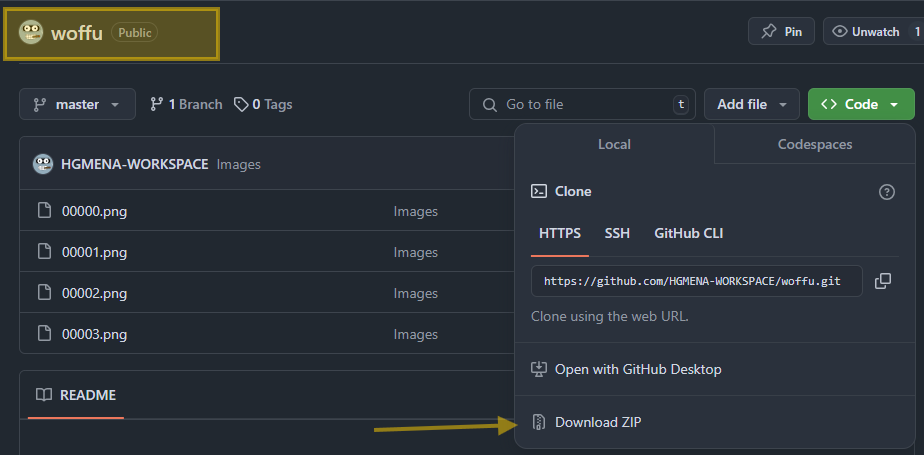 woffu Public Pin Unwatch 1
master 1 Branch 0 Tags Go to file t Add file Code
Local Codespaces
HGMENA-WORKSPACE Images
Clone
00000.png Images
HTTPS SSH GitHub CLI
00001.png Images
https://github.com/HGMENA-WORKSPACE/woffu.git
00002.png Images
Clone using the web URL.
00003.png Images
Open with GitHub Desktop
README
Download ZIP